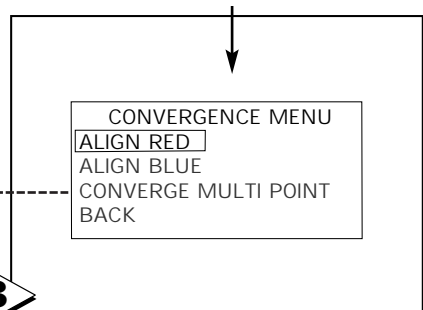 CONVERGENCE MENU
ALIGN RED
ALIGN BLUE
CONVERGE MULTI POINT
BACK